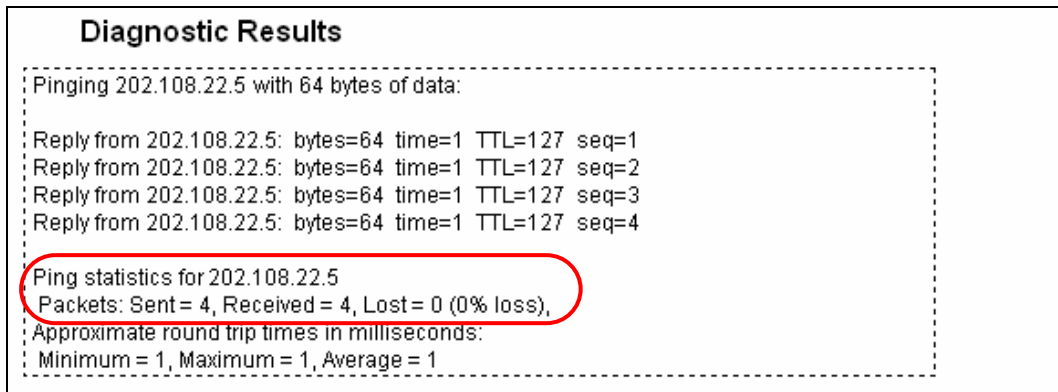 Diagnostic Results
Pinging 202.108.22.5 with 64 bytes of data:
Reply from 202.108.22.5: bytes=64 time=1 TTL=127 seq=1
Reply from 202.108.22.5: bytes=64 time=1 TTL=127 seq=2
Reply from 202.108.22.5: bytes=64 time=1 TTL=127 seq=3
Reply from 202.108.22.5: bytes=64 time=1 TTL=127 seq=4
Ping statistics for 202.108.22.5
Packets: Sent = 4, Received = 4, Lost = 0 (0% loss),
Approximate round trip times in milliseconds:
Minimum = 1, Maximum = 1, Average = 1